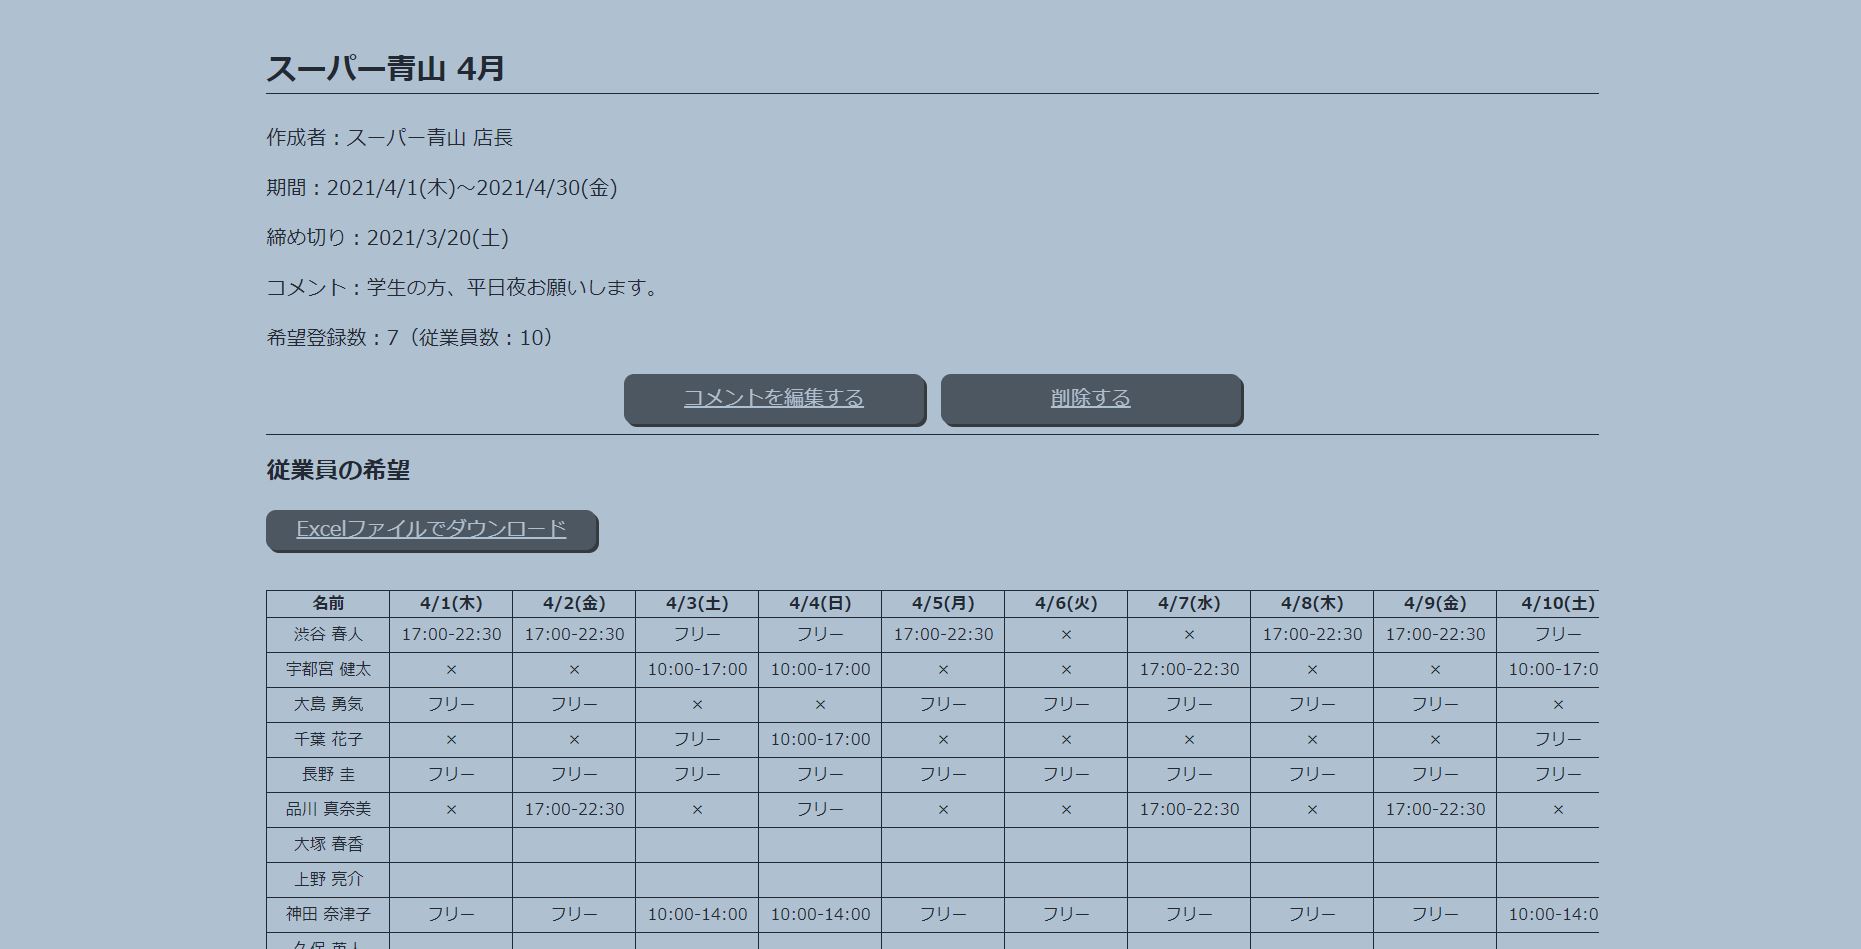 スーパー青山 4月
作成者：スーパー青山 店長
期間：2021/4/1(木)～2021/4/30(金)
締め切り：2021/3/20(土)
コメント：学生の方、平日夜お願いします。
希望登録数：7（従業員数：10）
コメントを編集する 削除する
従業員の希望
Excelファイルでダウンロード
名前 4/1(木) 4/2(金) 4/3(土) 4/4(日) 4/5(月) 4/6(火) 4/7(水) 4/8(木) 4/9(金) 4/10(土)
渋谷 春人 17:00-22:30 17:00-22:30 フリー フリー 17:00-22:30 × × 17:00-22:30 17:00-22:30 フリー
宇都宮 健太 × × 10:00-17:00 10:00-17:00 × × 17:00-22:30 × × 10:00-17:0
大島 勇気 フリー フリー × × フリー フリー フリー フリー フリー ×
千葉 花子 × × フリー 10:00-17:00 × × × × × フリー
長野 圭 フリー フリー フリー フリー フリー フリー フリー フリー フリー フリー
品川 真奈美 × 17:00-22:30 × フリー × × 17:00-22:30 × 17:00-22:30 ×
大塚 春香
上野 亮介
神田 奈津子 フリー フリー 10:00-14:00 10:00-14:00 フリー フリー フリー フリー フリー 10:00-14:0